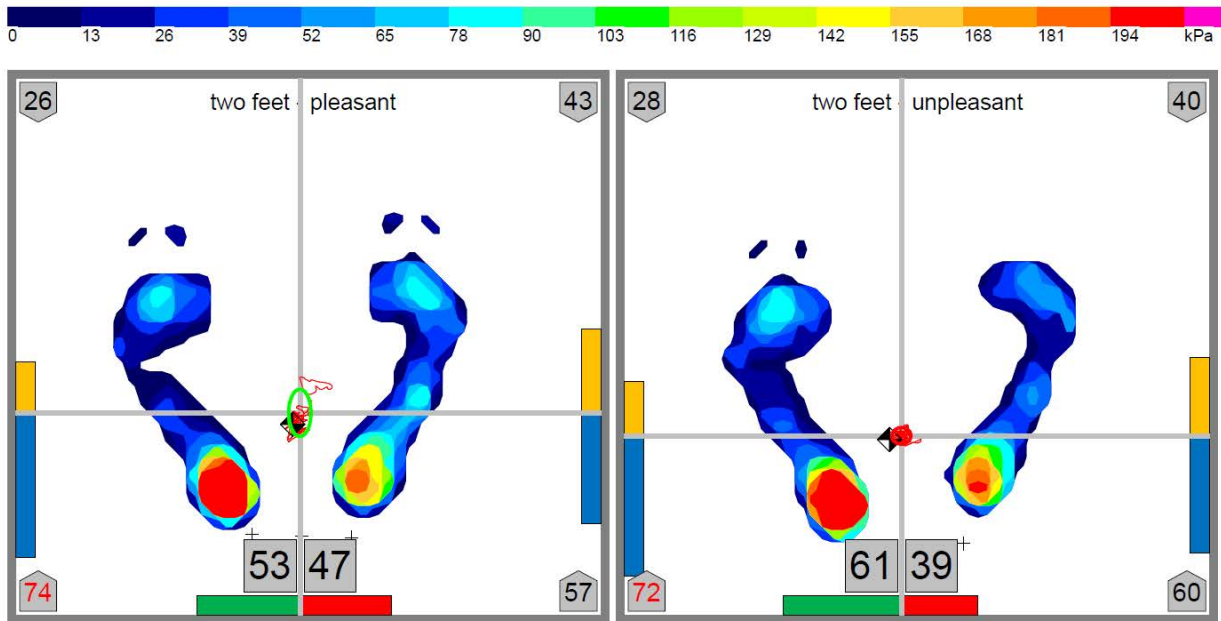 0 13 26 39 52 65 78 90 103 116 129 142 155 168 181 194 kPa
26 two feet - pleasant 43
28 two feet - unpleasant 40
53 47
74 57
61 39
72 60